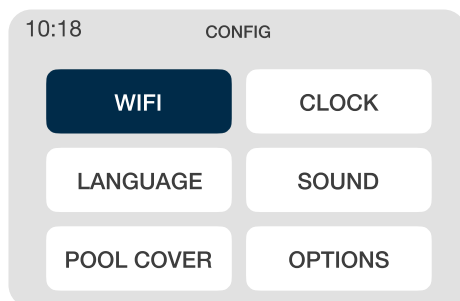 10:18 CONFIG
WIFI CLOCK
LANGUAGE SOUND
POOL COVER OPTIONS